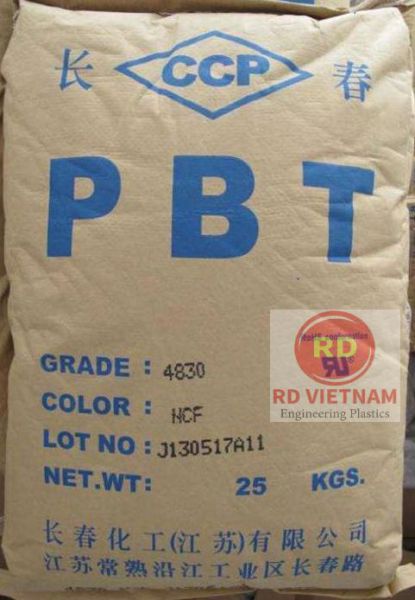 长 CCP 春
PBT
GRADE : 4830
COLOR : NCF
LOT NO : J130517A11
NET.WT: 25 KGS.
RD
RD VIETNAM
Engineering Plastics
长春化工(江苏)有限公司
江苏常熟沿江工业区长春路